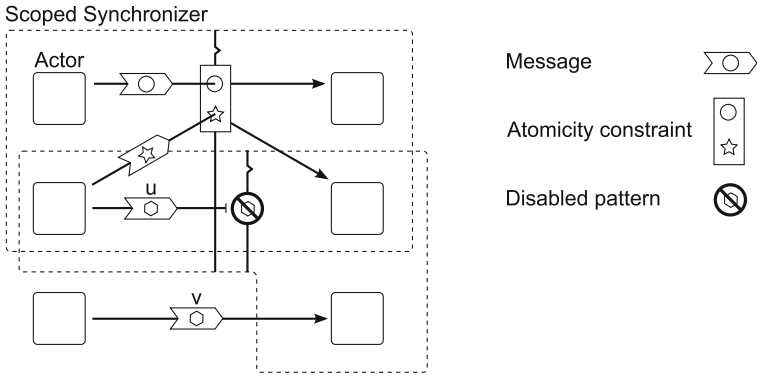 Scoped Synchronizer
Actor
u
v
Message
Atomicity constraint
Disabled pattern